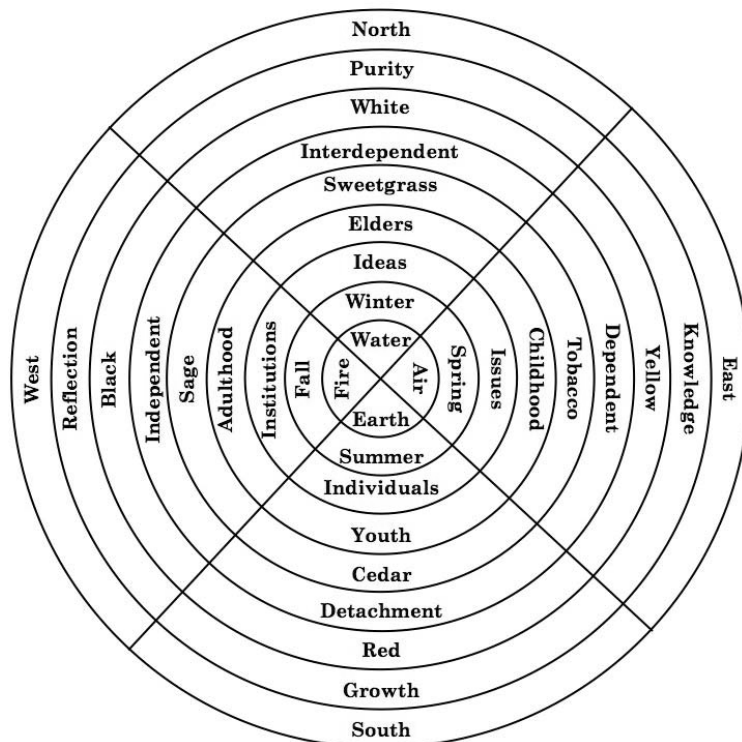 North
Purity
White
Interdependent
Sweetgrass
Elders
Ideas
Winter
Water
West
Reflection
Black
Independent
Sage
Adulthood
Institutions
Fall
Fire
Air
Spring
Issues
Childhood
Tobacco
Dependent
Yellow
Knowledge
East
Earth
Summer
Individuals
Youth
Cedar
Detachment
Red
Growth
South